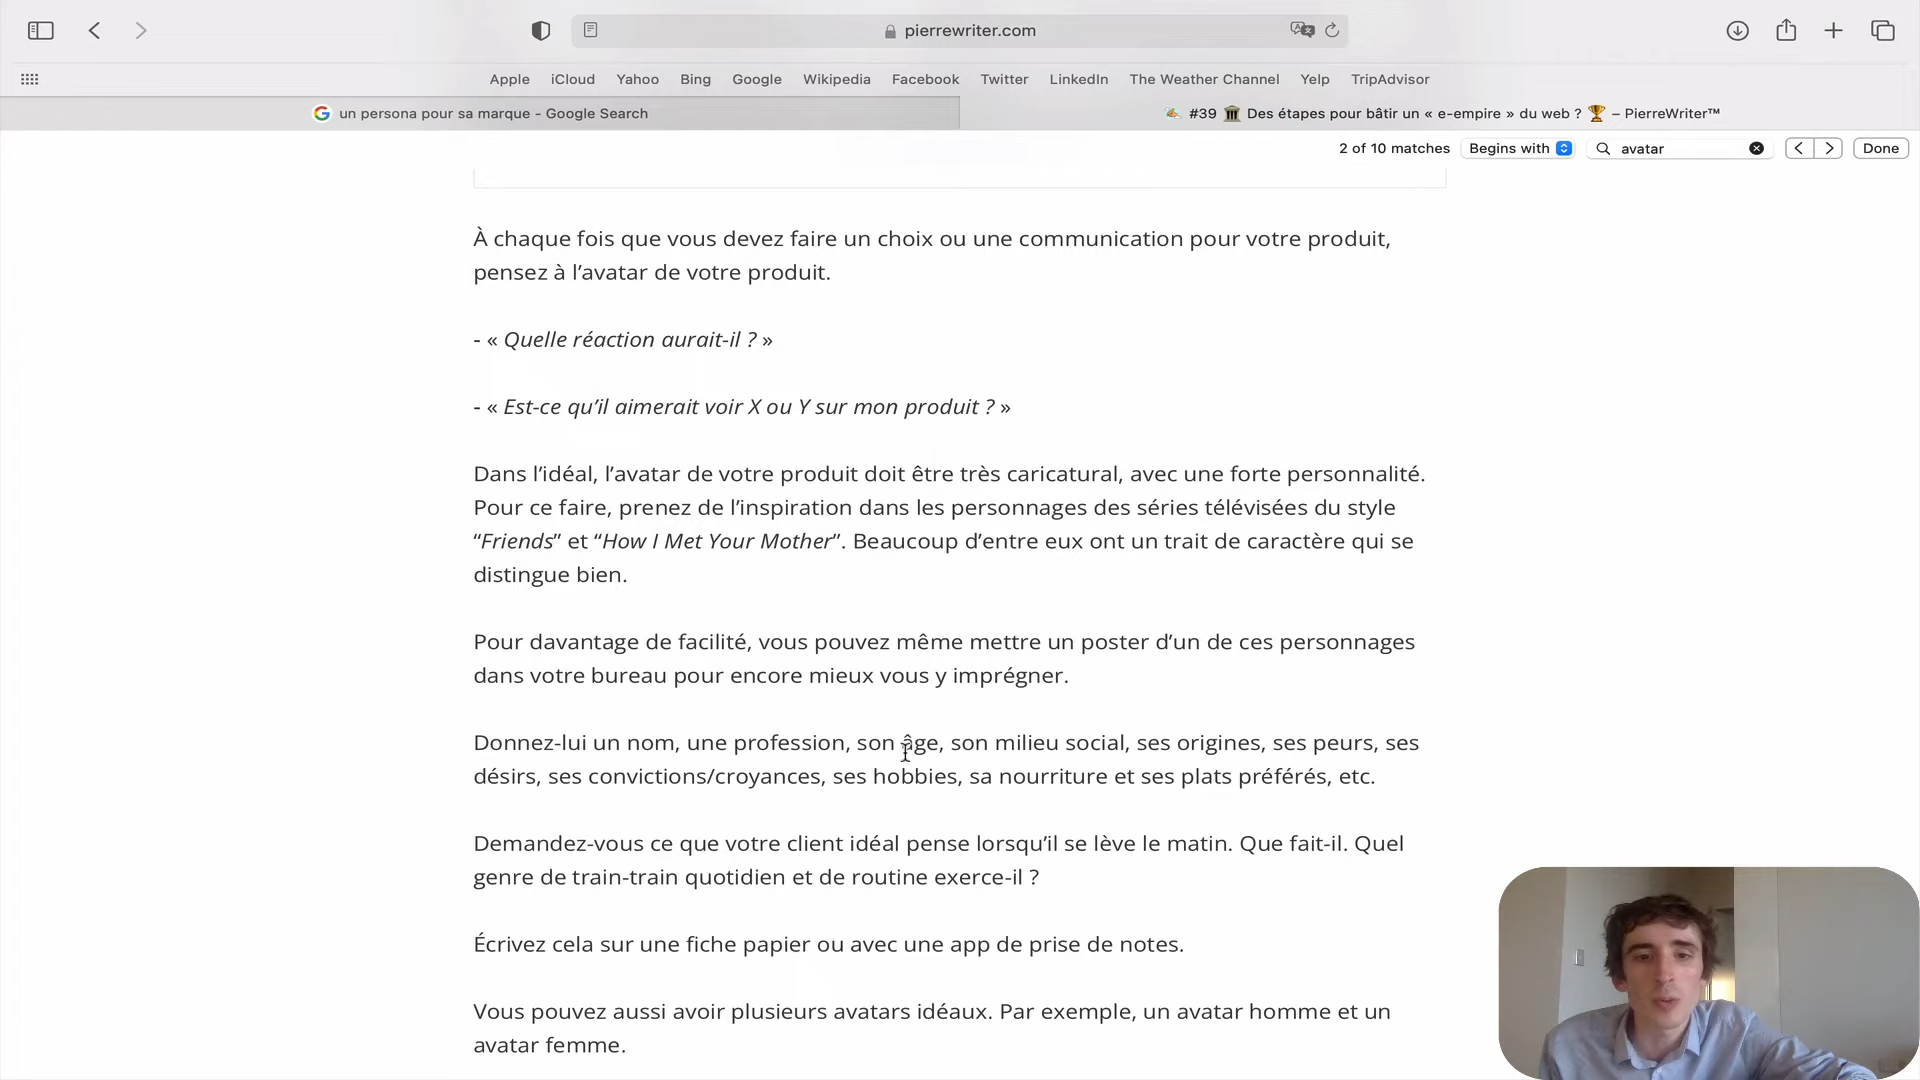 pierrewriter.com
Apple iCloud Yahoo Bing Google Wikipedia Facebook Twitter LinkedIn The Weather Channel Yelp TripAdvisor
un persona pour sa marque - Google Search
#39 🏛️ Des étapes pour bâtir un « e-empire » du web ? 🏆 – PierreWriter™
2 of 10 matches Begins with avatar Done
À chaque fois que vous devez faire un choix ou une communication pour votre produit,
pensez à l’avatar de votre produit.
- « Quelle réaction aurait-il ? »
- « Est-ce qu’il aimerait voir X ou Y sur mon produit ? »
Dans l’idéal, l’avatar de votre produit doit être très caricatural, avec une forte personnalité.
Pour ce faire, prenez de l’inspiration dans les personnages des séries télévisées du style
“Friends” et “How I Met Your Mother”. Beaucoup d’entre eux ont un trait de caractère qui se
distingue bien.
Pour davantage de facilité, vous pouvez même mettre un poster d’un de ces personnages
dans votre bureau pour encore mieux vous y imprégner.
Donnez-lui un nom, une profession, son âge, son milieu social, ses origines, ses peurs, ses
désirs, ses convictions/croyances, ses hobbies, sa nourriture et ses plats préférés, etc.
Demandez-vous ce que votre client idéal pense lorsqu’il se lève le matin. Que fait-il. Quel
genre de train-train quotidien et de routine exerce-il ?
Écrivez cela sur une fiche papier ou avec une app de prise de notes.
Vous pouvez aussi avoir plusieurs avatars idéaux. Par exemple, un avatar homme et un
avatar femme.